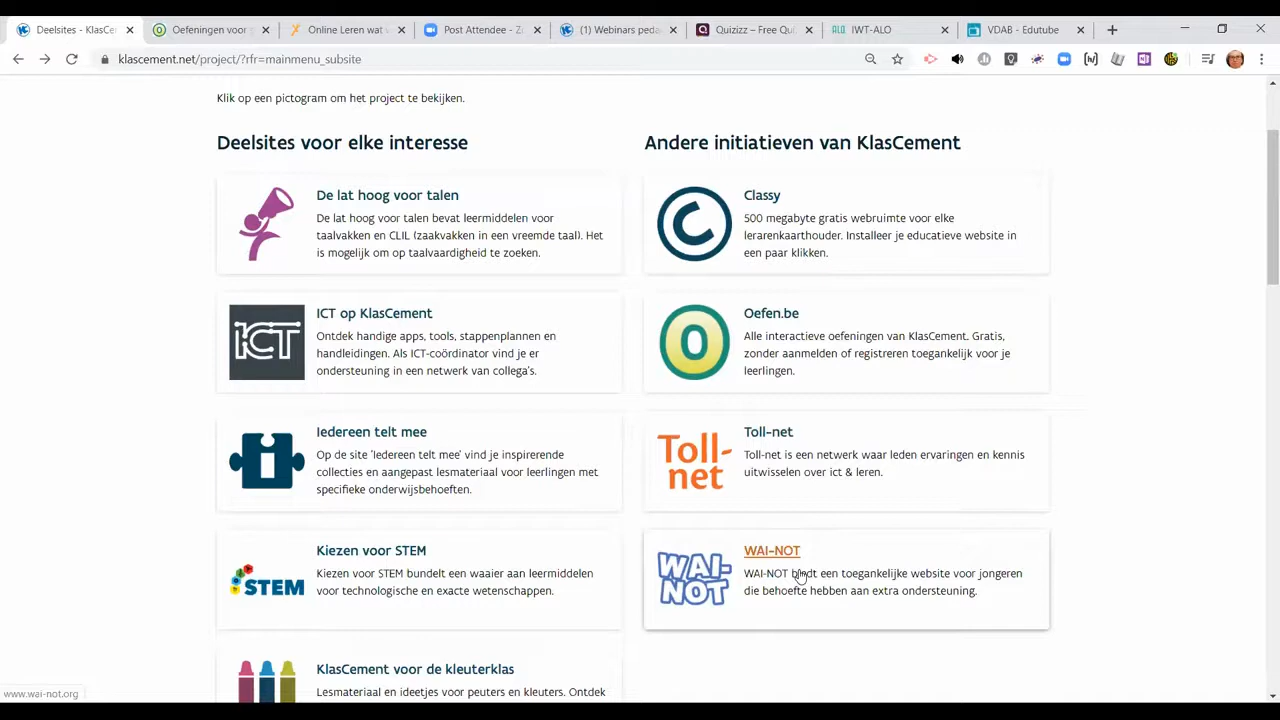 Deelsites - KlasCe
Oefeningen voor
Online Leren wat
Post Attendee - Z
(1) Webinars peda
Quizizz – Free Qu
IWT-ALO
VDAB - Edutube
klascement.net/project/?rfr=mainmenu_subsite
Klik op een pictogram om het project te bekijken.
Deelsites voor elke interesse
De lat hoog voor talen
De lat hoog voor talen bevat leermiddelen voor
taalvakken en CLIL (zaakvakken in een vreemde taal). Het
is mogelijk om op taalvaardigheid te zoeken.
ICT
ICT op KlasCement
Ontdek handige apps, tools, stappenplannen en
handleidingen. Als ICT-coördinator vind je er
ondersteuning in een netwerk van collega's.
Iedereen telt mee
Op de site 'Iedereen telt mee' vind je inspirerende
collecties en aangepast lesmateriaal voor leerlingen met
specifieke onderwijsbehoeften.
STEM
Kiezen voor STEM
Kiezen voor STEM bundelt een waaier aan leermiddelen
voor technologische en exacte wetenschappen.
KlasCement voor de kleuterklas
Lesmateriaal en ideetjes voor peuters en kleuters. Ontdek
Andere initiatieven van KlasCement
Classy
500 megabyte gratis webruimte voor elke
lerarenkaarthouder. Installeer je educatieve website in
een paar klikken.
Oefen.be
Alle interactieve oefeningen van KlasCement. Gratis,
zonder aanmelden of registreren toegankelijk voor je
leerlingen.
Toll-
net
Toll-net
Toll-net is een netwerk waar leden ervaringen en kennis
uitwisselen over ict & leren.
WAI-
NOT
WAI-NOT
WAI-NOT biedt een toegankelijke website voor jongeren
die behoefte hebben aan extra ondersteuning.
www.wai-not.org